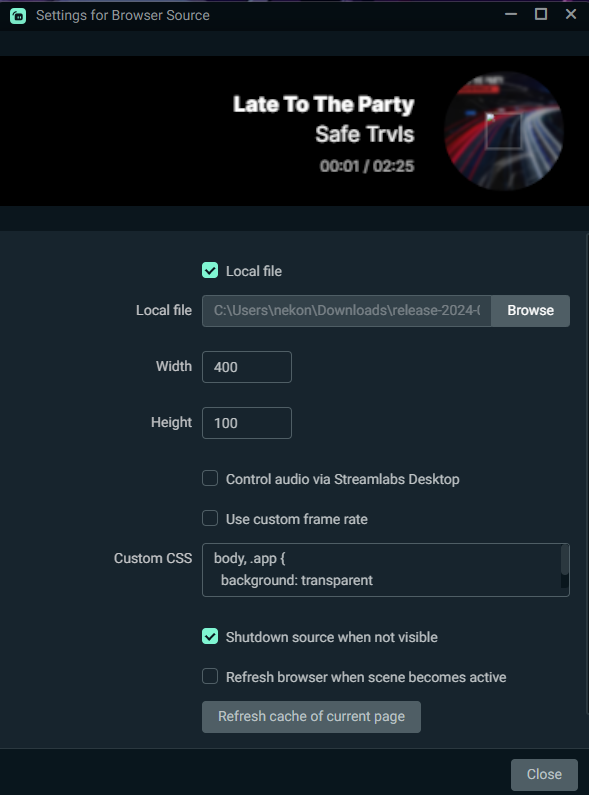 Settings for Browser Source
Late To The Party
Safe Trvls
00:01 / 02:25
Local file
Local file C:\Users\nekon\Downloads\release-2024-( Browse
Width 400
Height 100
Control audio via Streamlabs Desktop
Use custom frame rate
Custom CSS body, .app {
background: transparent
Shutdown source when not visible
Refresh browser when scene becomes active
Refresh cache of current page
Close